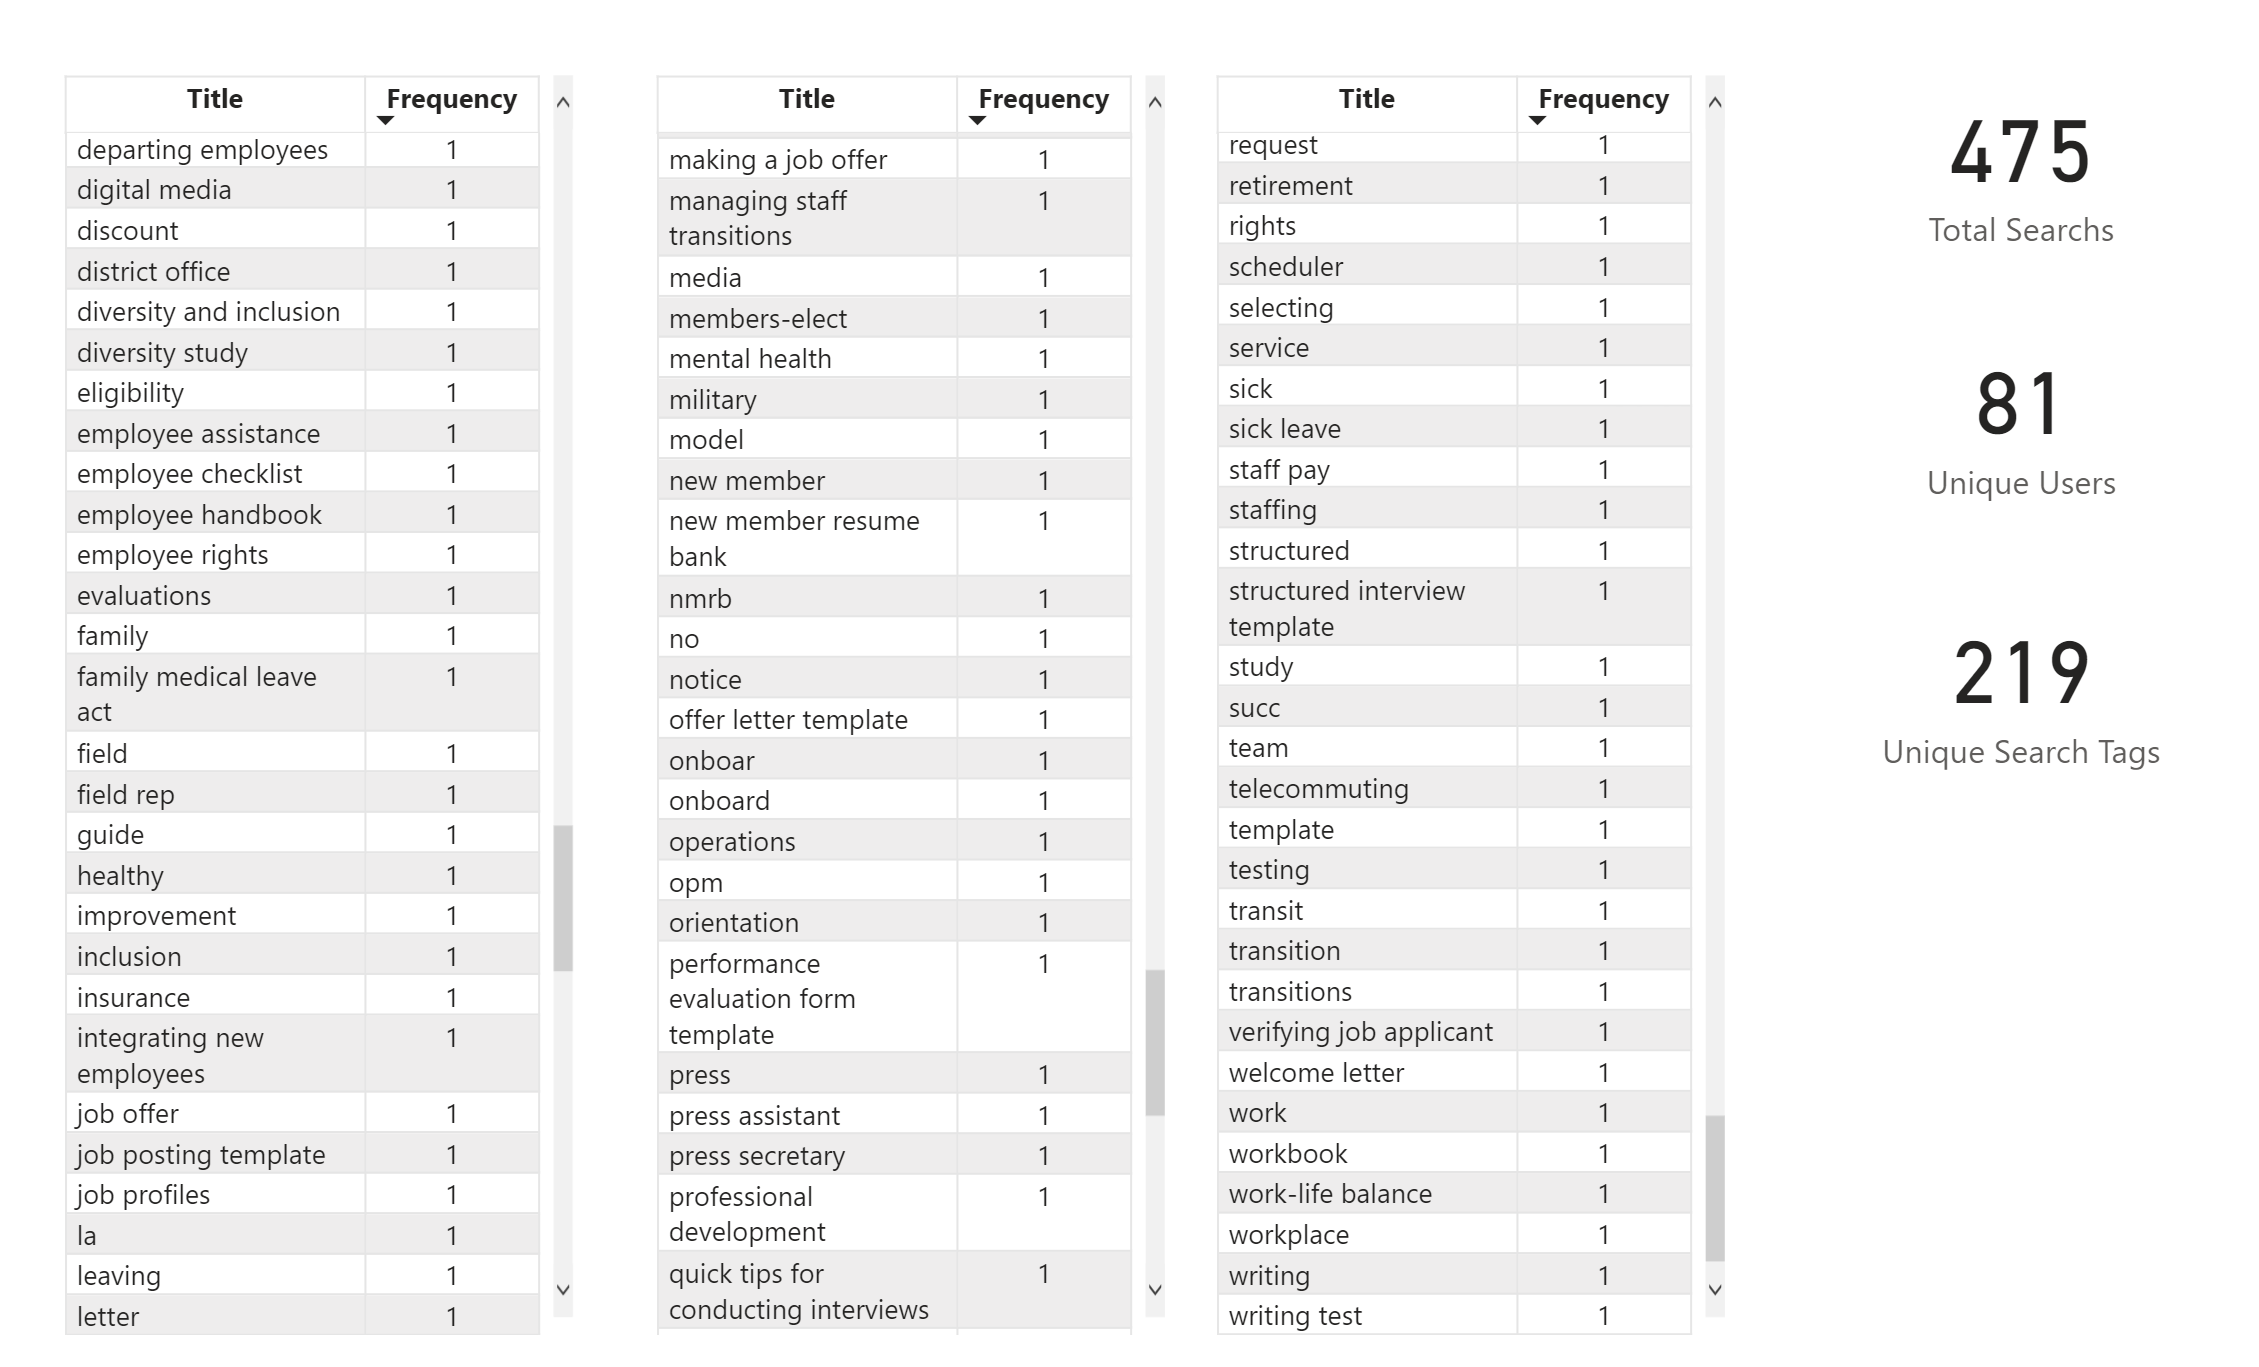 Title Frequency
departing employees 1
digital media 1
discount 1
district office 1
diversity and inclusion 1
diversity study 1
eligibility 1
employee assistance 1
employee checklist 1
employee handbook 1
employee rights 1
evaluations 1
family 1
family medical leave 1
act
field 1
field rep 1
guide 1
healthy 1
improvement 1
inclusion 1
insurance 1
integrating new 1
employees
job offer 1
job posting template 1
job profiles 1
la 1
leaving 1
letter 1
Title Frequency
making a job offer 1
managing staff 1
transitions
media 1
members-elect 1
mental health 1
military 1
model 1
new member 1
new member resume 1
bank
nmrb 1
no 1
notice 1
offer letter template 1
onboar 1
onboard 1
operations 1
opm 1
orientation 1
performance 1
evaluation form
template
press 1
press assistant 1
press secretary 1
professional 1
development
quick tips for 1
conducting interviews
Title Frequency
request 1
retirement 1
rights 1
scheduler 1
selecting 1
service 1
sick 1
sick leave 1
staff pay 1
staffing 1
structured 1
structured interview 1
template
study 1
succ 1
team 1
telecommuting 1
template 1
testing 1
transit 1
transition 1
transitions 1
verifying job applicant 1
welcome letter 1
work 1
workbook 1
work-life balance 1
workplace 1
writing 1
writing test 1
475
Total Searchs
81
Unique Users
219
Unique Search Tags